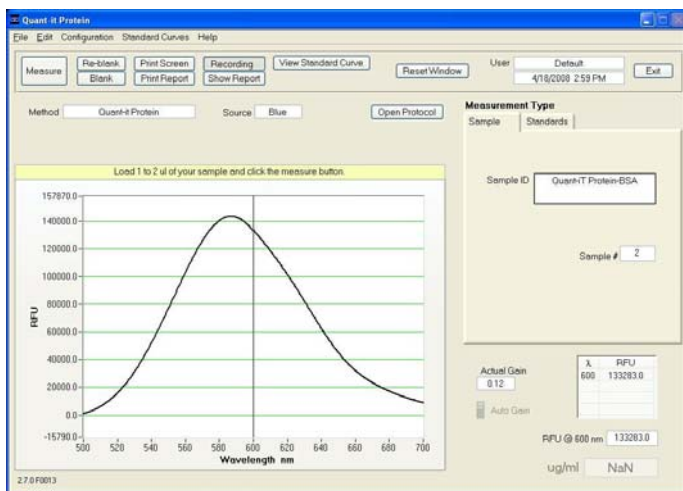 Quant-it Protein
File Edit Configuration Standard Curves Help
Measure Re-blank Print Screen Recording View Standard Curve Reset Window User Default Exit
Blank Print Report Show Report 4/18/2008 2:59 PM
Method Quant-it Protein Source Blue Open Protocol
Measurement Type
Sample Standards
Load 1 to 2 ul of your sample and click the measure button.
Sample ID Quant-iT Protein-BSA
Sample # 2
157870.0
140000.0
120000.0
100000.0
80000.0
60000.0
40000.0
20000.0
0.0
-15790.0
RFU
500 520 540 560 580 600 620 640 660 680 700
Wavelength nm
Actual Gain
0.12
Auto Gain
λ RFU
600 133283.0
RFU @ 600 nm 133283.0
ug/ml NaN
2.7.0 F0013